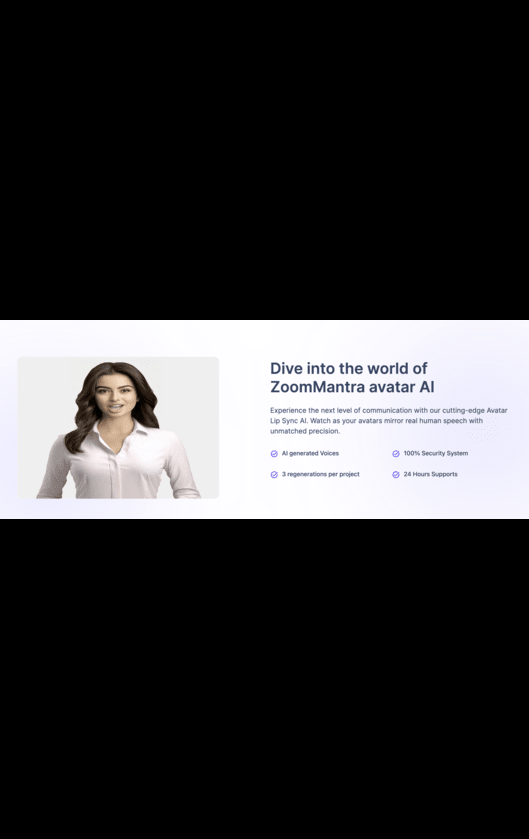 Dive into the world of
ZoomMantra avatar AI
Experience the next level of communication with our cutting-edge Avatar
Lip Sync AI. Watch as your avatars mirror real human speech with
unmatched precision.
AI generated Voices
100% Security System
3 regenerations per project
24 Hours Supports